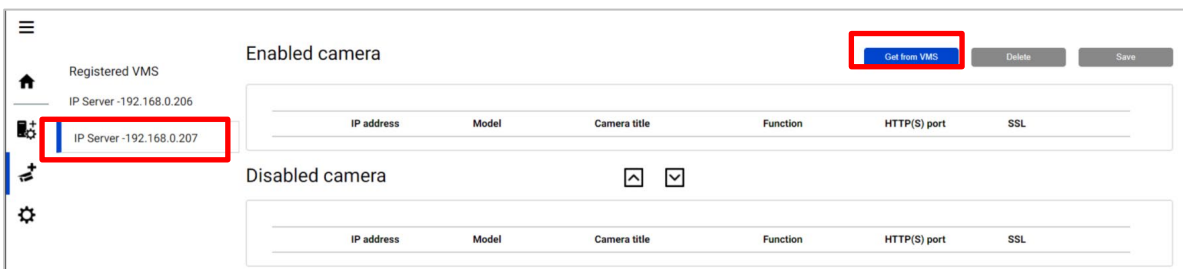 Enabled camera
Get from VMS
Delete
Save
Registered VMS
IP Server -192.168.0.206
IP Server -192.168.0.207
IP address Model Camera title Function HTTP(S) port SSL
Disabled camera
IP address Model Camera title Function HTTP(S) port SSL